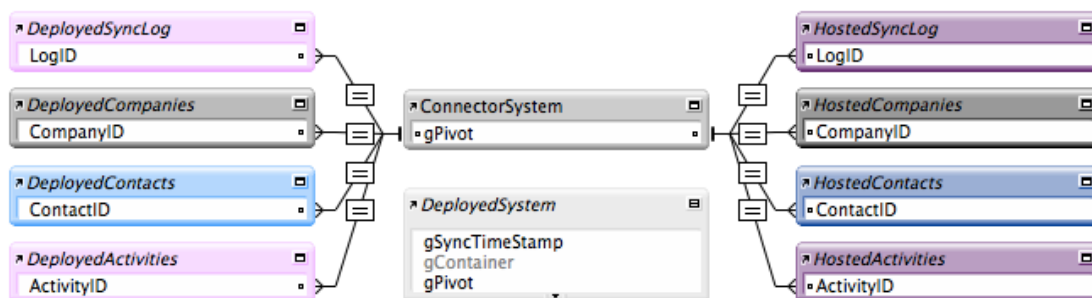 DeployedSyncLog
LogID
DeployedCompanies
CompanyID
DeployedContacts
ContactID
DeployedActivities
ActivityID
ConnectorSystem
gPivot
DeployedSystem
gSyncTimeStamp
gContainer
gPivot
HostedSyncLog
LogID
HostedCompanies
CompanyID
HostedContacts
ContactID
HostedActivities
ActivityID